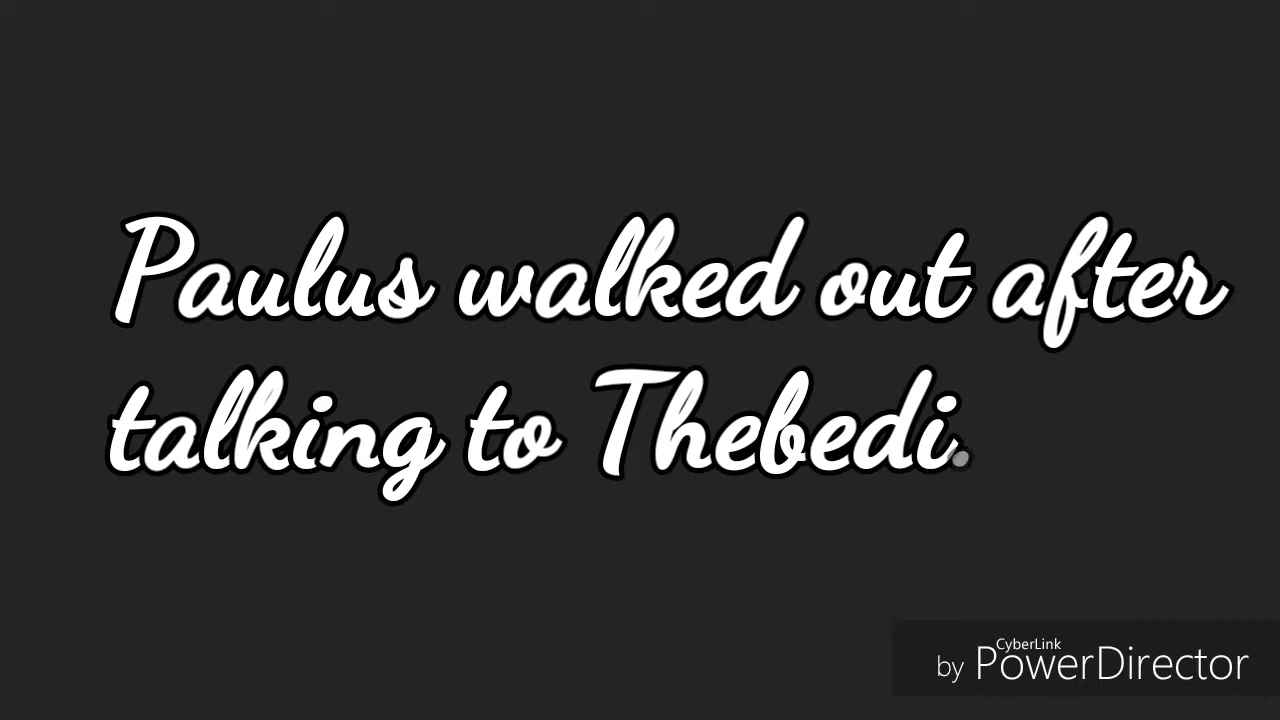 Paulus walked out after
talking to Thebedi.
CyberLink
by PowerDirector